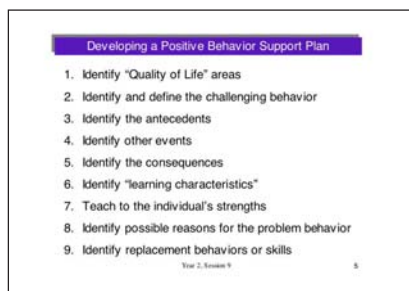 Developing a Positive Behavior Support Plan
1. Identify “Quality of Life” areas
2. Identify and define the challenging behavior
3. Identify the antecedents
4. Identify other events
5. Identify the consequences
6. Identify “learning characteristics”
7. Teach to the individual’s strengths
8. Identify possible reasons for the problem behavior
9. Identify replacement behaviors or skills
Year 2, Session 9 5